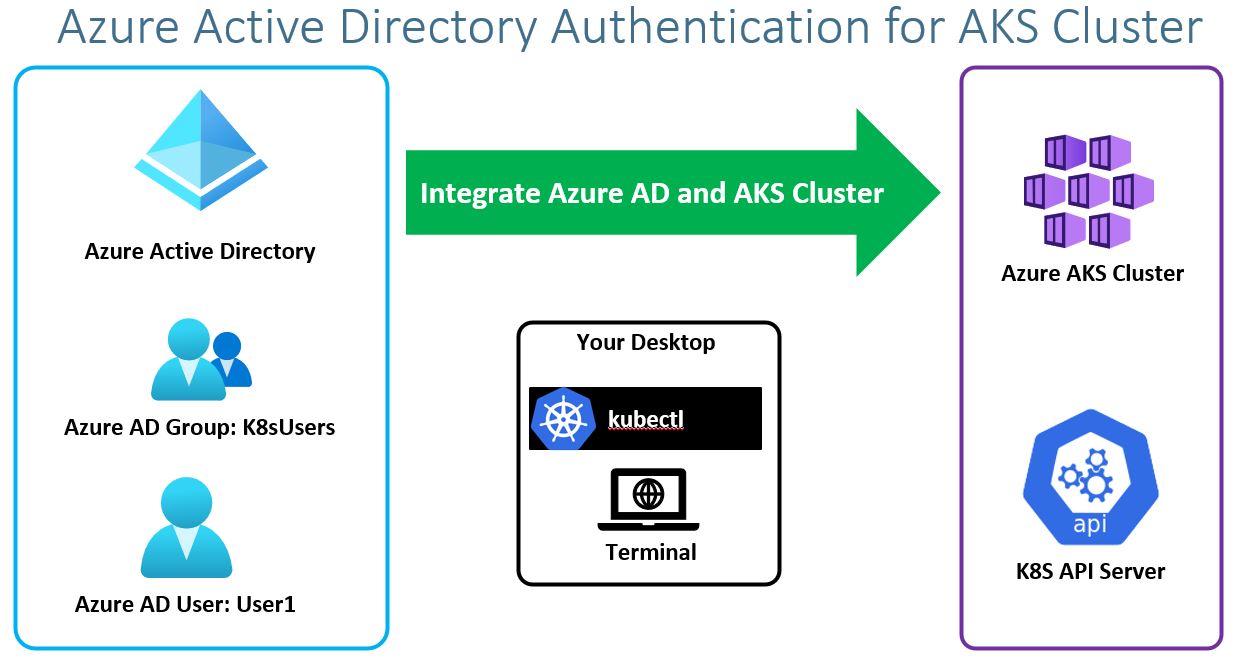 Azure Active Directory Authentication for AKS Cluster
Azure Active Directory
Azure AD Group: K8sUsers
Azure AD User: User1
Integrate Azure AD and AKS Cluster
Your Desktop
kubectl
Terminal
Azure AKS Cluster
api
K8S API Server